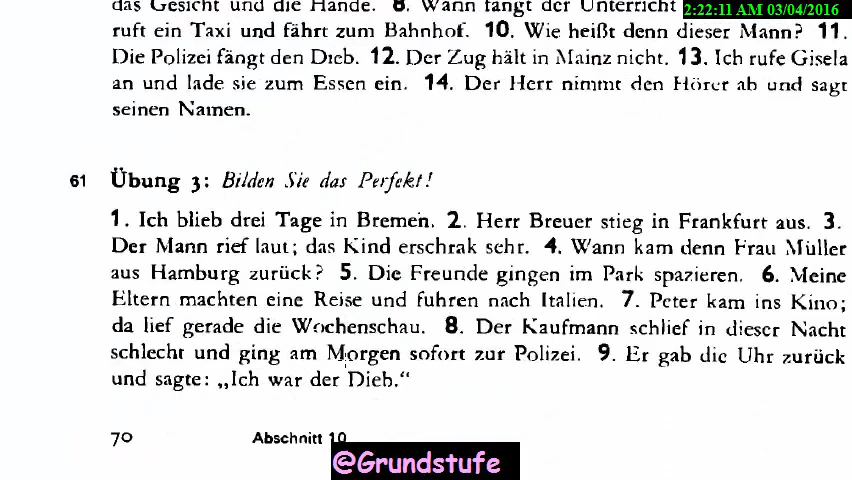 das Gesicht und die Hände. 8. Wann fängt der Unterricht
2:22:11 AM 03/04/2016
ruft ein Taxi und fährt zum Bahnhof. 10. Wie heißt denn dieser Mann? 11.
Die Polizei fängt den Dieb. 12. Der Zug hält in Mainz nicht. 13. Ich rufe Gisela
an und lade sie zum Essen ein. 14. Der Herr nimmt den Hörer ab und sagt
seinen Namen.
61 Übung 3: Bilden Sie das Perfekt!
1. Ich blieb drei Tage in Bremen. 2. Herr Breuer stieg in Frankfurt aus. 3.
Der Mann rief laut; das Kind erschrak sehr. 4. Wann kam denn Frau Müller
aus Hamburg zurück? 5. Die Freunde gingen im Park spazieren. 6. Meine
Eltern machten eine Reise und fuhren nach Italien. 7. Peter kam ins Kino;
da lief gerade die Wochenschau. 8. Der Kaufmann schlief in dieser Nacht
schlecht und ging am Morgen sofort zur Polizei. 9. Er gab die Uhr zurück
und sagte: „Ich war der Dieb.“
70 Abschnitt 10
@Grundstufe